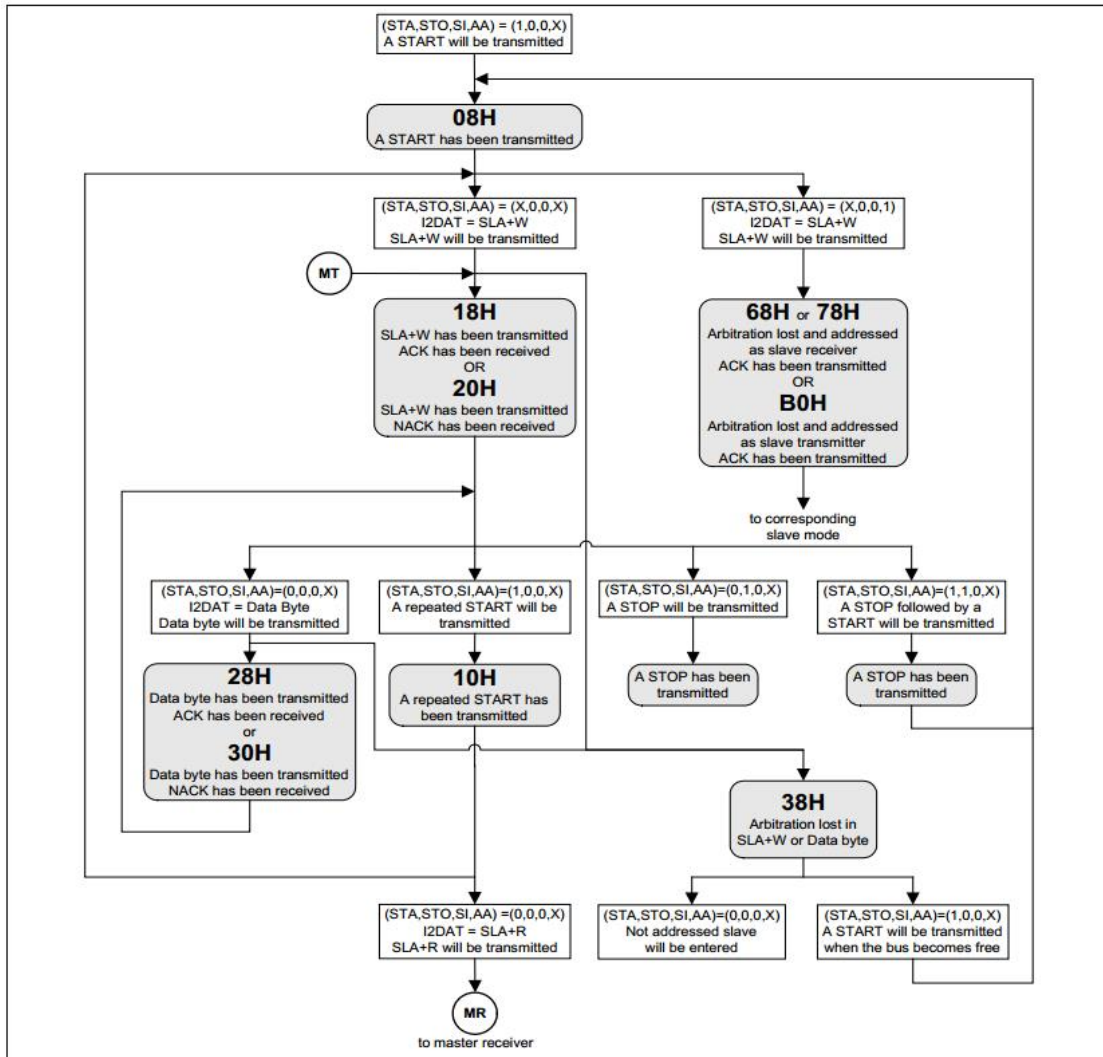 (STA,STO,SI,AA) = (1,0,0,X)
A START will be transmitted
08H
A START has been transmitted
(STA,STO,SI,AA) = (X,0,0,X)
I2DAT = SLA+W
SLA+W will be transmitted
(STA,STO,SI,AA) = (X,0,0,1)
I2DAT = SLA+W
SLA+W will be transmitted
MT
18H
SLA+W has been transmitted
ACK has been received
OR
20H
SLA+W has been transmitted
NACK has been received
68H or 78H
Arbitration lost and addressed
as slave receiver
ACK has been transmitted
OR
B0H
Arbitration lost and addressed
as slave transmitter
ACK has been transmitted
to corresponding
slave mode
(STA,STO,SI,AA)=(0,0,0,X)
I2DAT = Data Byte
Data byte will be transmitted
(STA,STO,SI,AA)=(1,0,0,X)
A repeated START will be
transmitted
(STA,STO,SI,AA)=(0,1,0,X)
A STOP will be transmitted
(STA,STO,SI,AA)=(1,1,0,X)
A STOP followed by a
START will be transmitted
28H
Data byte has been transmitted
ACK has been received
or
30H
Data byte has been transmitted
NACK has been received
10H
A repeated START has
been transmitted
A STOP has been
transmitted
A STOP has been
transmitted
38H
Arbitration lost in
SLA+W or Data byte
(STA,STO,SI,AA) =(0,0,0,X)
I2DAT = SLA+R
SLA+R will be transmitted
(STA,STO,SI,AA)=(0,0,0,X)
Not addressed slave
will be entered
(STA,STO,SI,AA)=(1,0,0,X)
A START will be transmitted
when the bus becomes free
MR
to master receiver